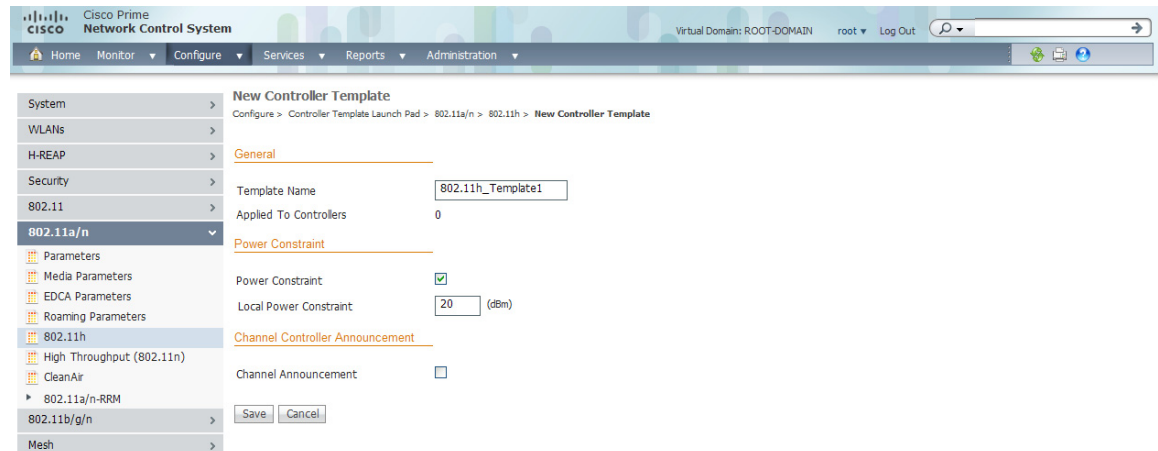 Cisco Prime
CISCO Network Control System
Virtual Domain: ROOT-DOMAIN root Log Out
Home Monitor Configure Services Reports Administration
System
WLANs
H-REAP
Security
802.11
802.11a/n
Parameters
Media Parameters
EDCA Parameters
Roaming Parameters
802.11h
High Throughput (802.11n)
CleanAir
802.11a/n-RRM
802.11b/g/n
Mesh
New Controller Template
Configure > Controller Template Launch Pad > 802.11a/n > 802.11h > New Controller Template
General
Template Name 802.11h_Template1
Applied To Controllers 0
Power Constraint
Power Constraint
Local Power Constraint 20 (dBm)
Channel Controller Announcement
Channel Announcement
Save Cancel